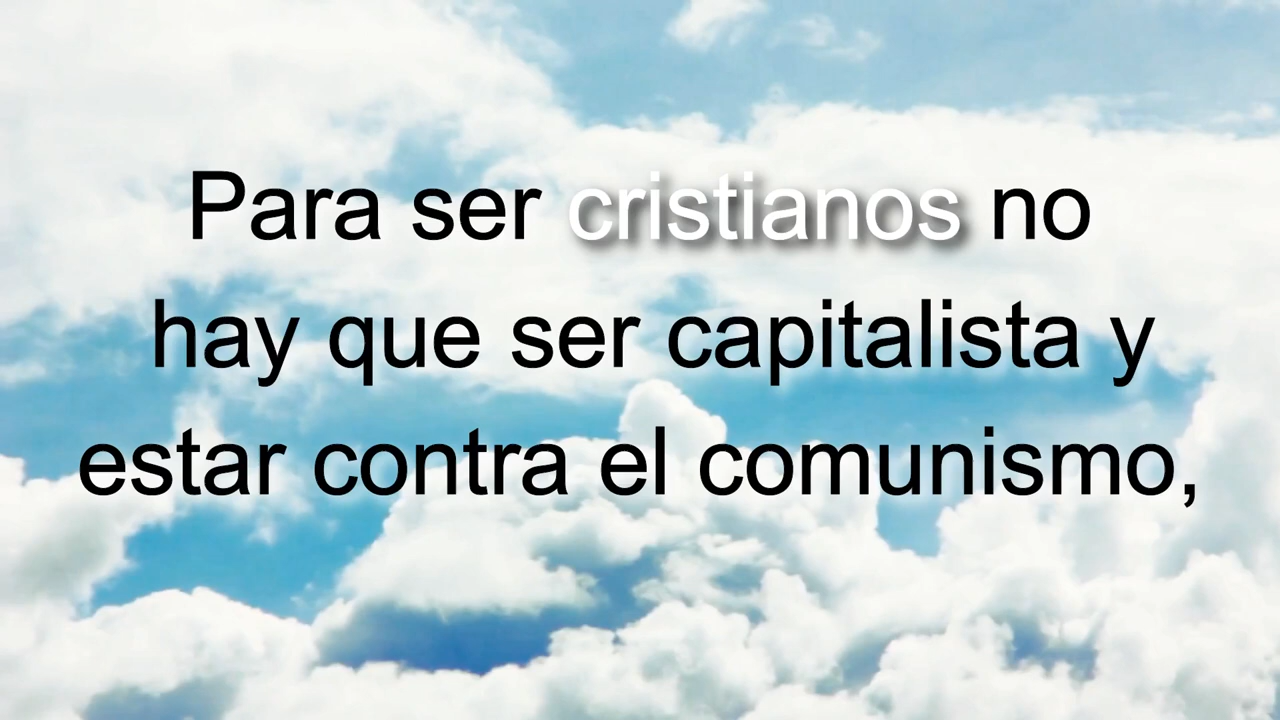 Para ser cristianos no
hay que ser capitalista y
estar contra el comunismo,